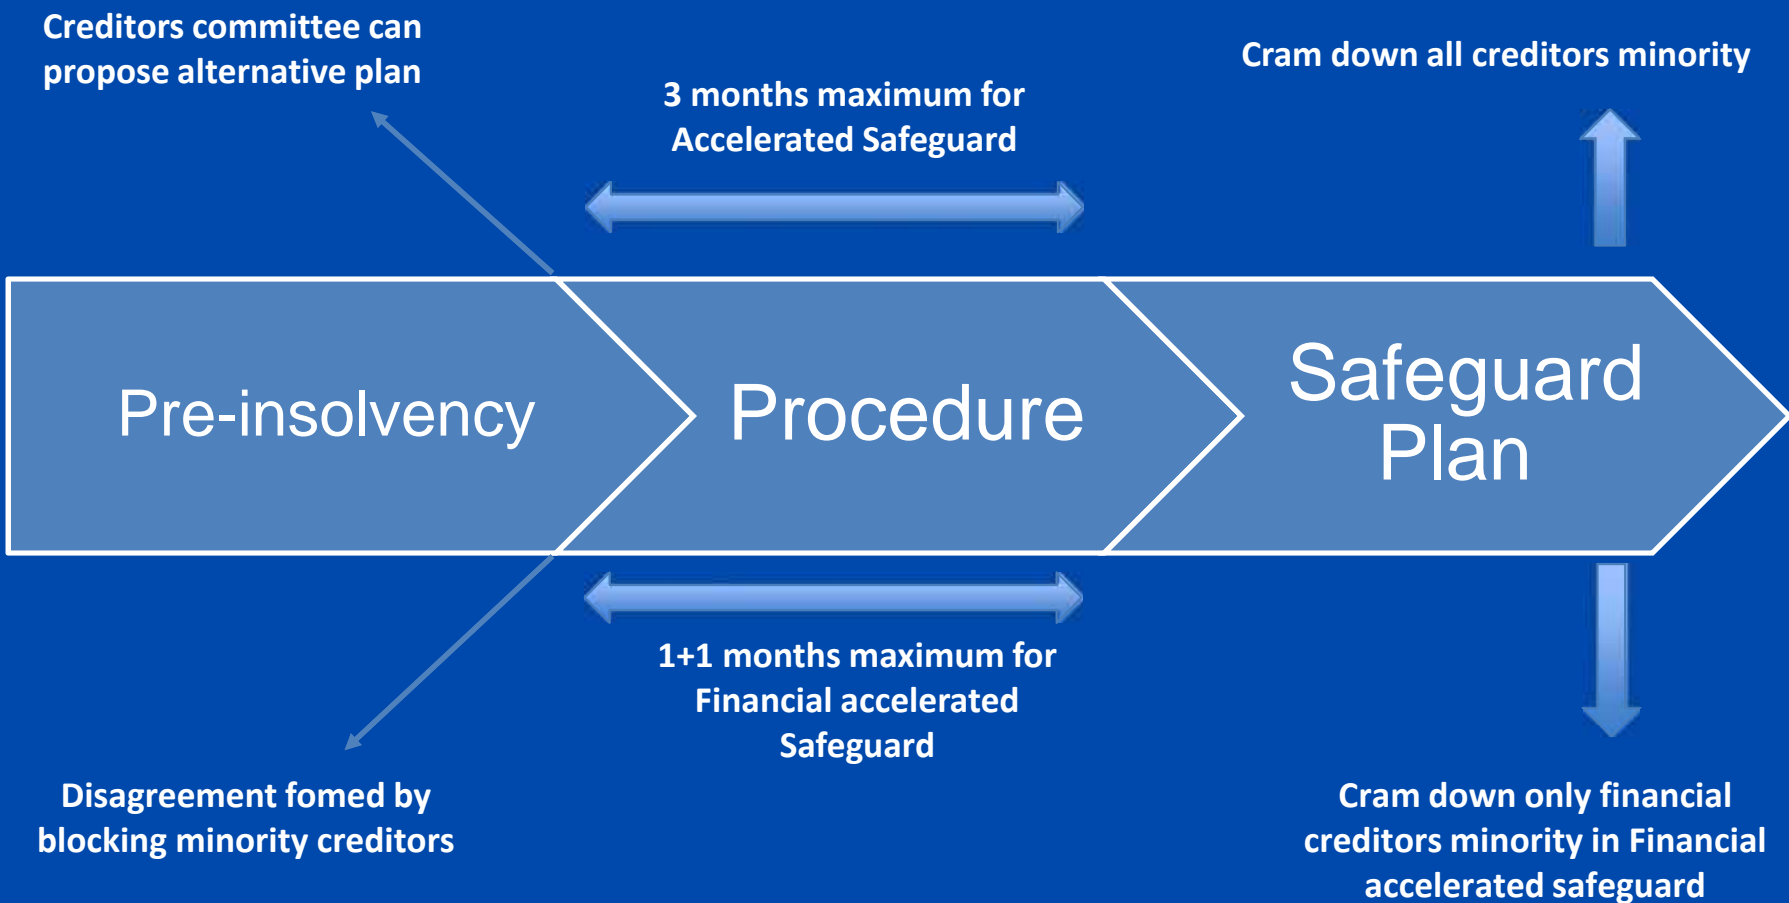 Creditors committee can
propose alternative plan
3 months maximum for
Accelerated Safeguard
Cram down all creditors minority
Pre-insolvency
Procedure
Safeguard
Plan
1+1 months maximum for
Financial accelerated
Safeguard
Disagreement fomed by
blocking minority creditors
Cram down only financial
creditors minority in Financial
accelerated safeguard